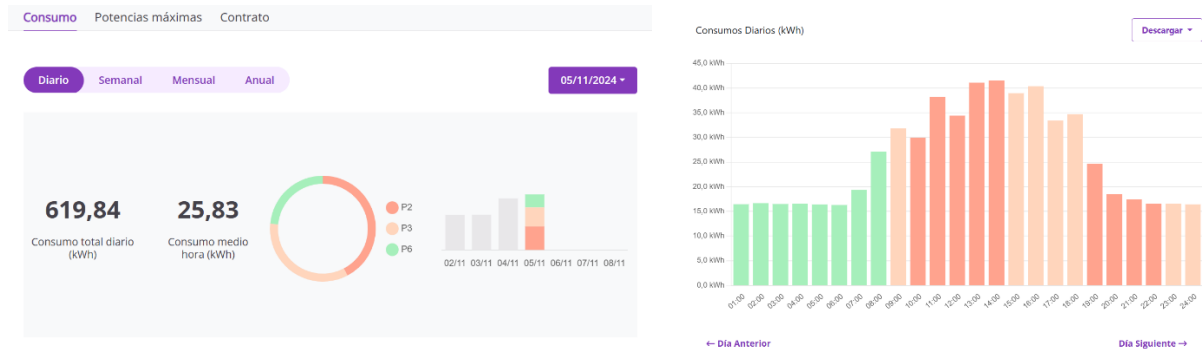 Consumo Potencias máximas Contrato
Diario Semanal Mensual Anual
05/11/2024
619,84
Consumo total diario
(kWh)
25,83
Consumo medio
hora (kWh)
P2
P3
P6
02/11 03/11 04/11 05/11 06/11 07/11 08/11
Consumos Diarios (kWh)
Descargar
45,0 kWh
40,0 kWh
35,0 kWh
30,0 kWh
25,0 kWh
20,0 kWh
15,0 kWh
10,0 kWh
5,0 kWh
0,0 kWh
01:00 02:00 03:00 04:00 05:00 06:00 07:00 08:00 09:00 10:00 11:00 12:00 13:00 14:00 15:00 16:00 17:00 18:00 19:00 20:00 21:00 22:00 23:00 24:00
← Día Anterior
Día Siguiente →